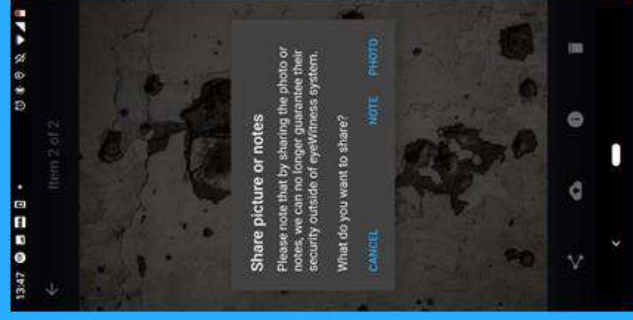 13:47
Item 2 of 2
Share picture or notes
Please note that by sharing the photo or
notes, we can no longer guarantee their
security outside of eyeWitness system.
What do you want to share?
CANCEL NOTE PHOTO